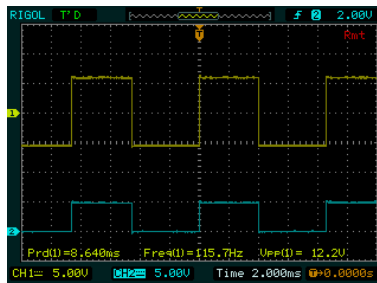 RIGOL T'D T 2 2.00V
T
Rmt
1
2
Prd(1)=8.640ms Freq(1)=115.7Hz Vpp(1)= 12.2V
CH1 5.00V CH2 5.00V Time 2.000ms T→0.0000s